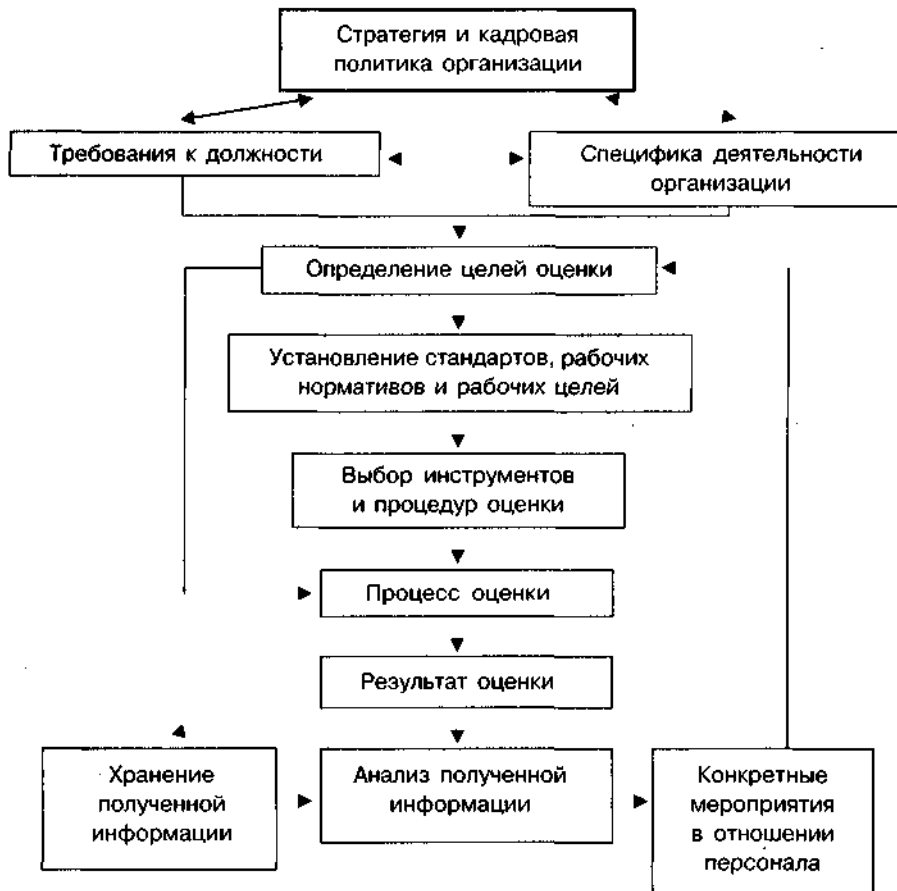 Стратегия и кадровая
политика организации
Требования к должности
Специфика деятельности
организации
Определение целей оценки
Установление стандартов, рабочих
нормативов и рабочих целей
Выбор инструментов
и процедур оценки
Процесс оценки
Результат оценки
Хранение
полученной
информации
Анализ полученной
информации
Конкретные
мероприятия
в отношении
персонала